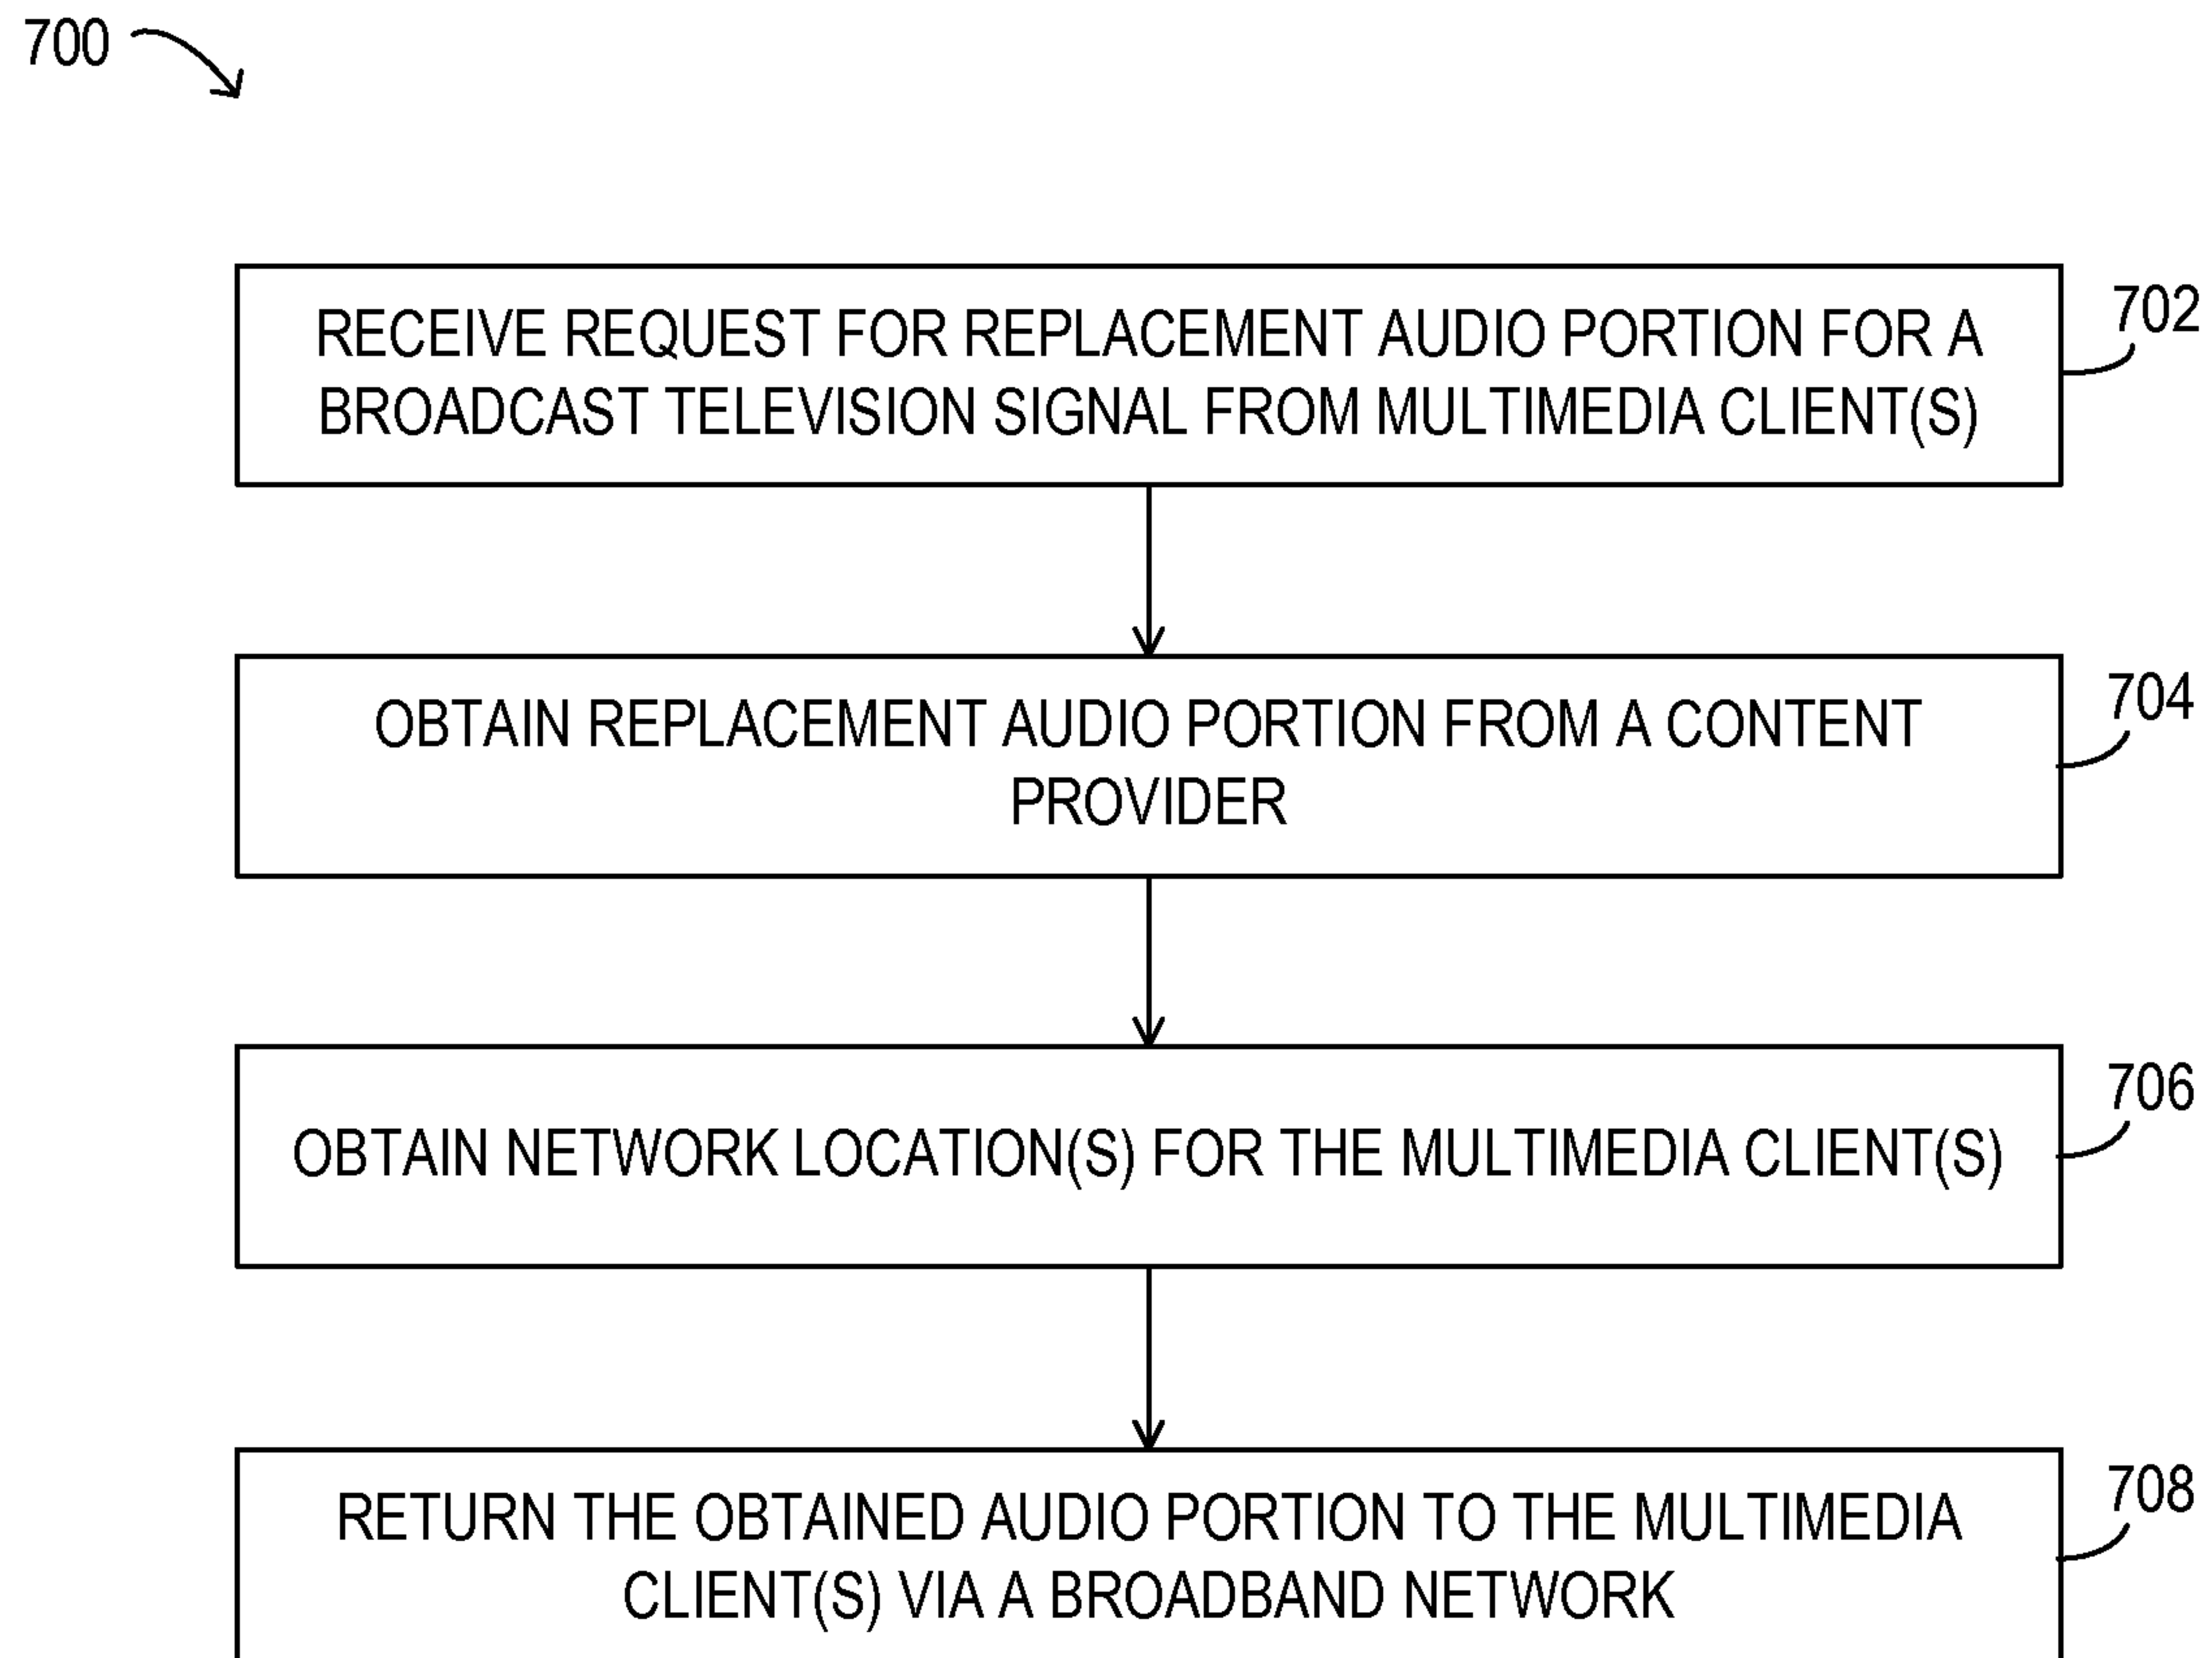 700
RECEIVE REQUEST FOR REPLACEMENT AUDIO PORTION FOR A
BROADCAST TELEVISION SIGNAL FROM MULTIMEDIA CLIENT(S)
702
OBTAIN REPLACEMENT AUDIO PORTION FROM A CONTENT
PROVIDER
704
OBTAIN NETWORK LOCATION(S) FOR THE MULTIMEDIA CLIENT(S)
706
RETURN THE OBTAINED AUDIO PORTION TO THE MULTIMEDIA
CLIENT(S) VIA A BROADBAND NETWORK
708